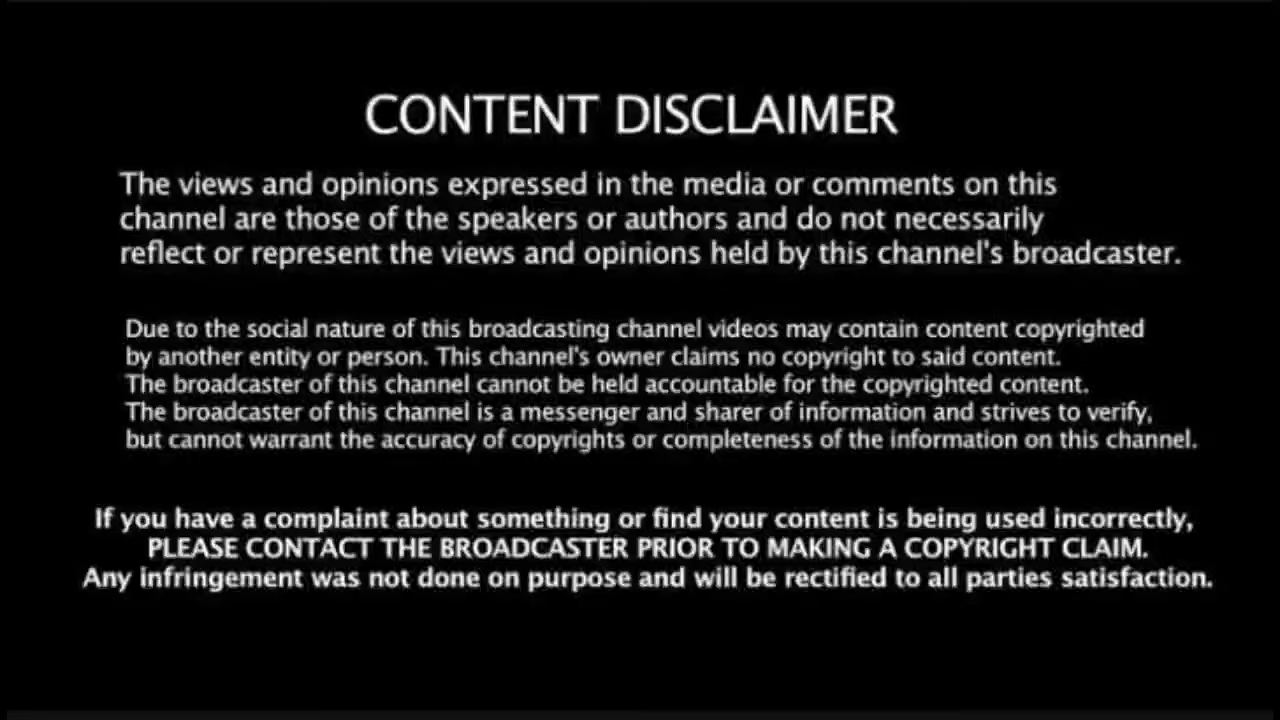 CONTENT DISCLAIMER
The views and opinions expressed in the media or comments on this
channel are those of the speakers or authors and do not necessarily
reflect or represent the views and opinions held by this channel's broadcaster.
Due to the social nature of this broadcasting channel videos may contain content copyrighted
by another entity or person. This channel's owner claims no copyright to said content.
The broadcaster of this channel cannot be held accountable for the copyrighted content.
The broadcaster of this channel is a messenger and sharer of information and strives to verify,
but cannot warrant the accuracy of copyrights or completeness of the information on this channel.
If you have a complaint about something or find your content is being used incorrectly,
PLEASE CONTACT THE BROADCASTER PRIOR TO MAKING A COPYRIGHT CLAIM.
Any infringement was not done on purpose and will be rectified to all parties satisfaction.